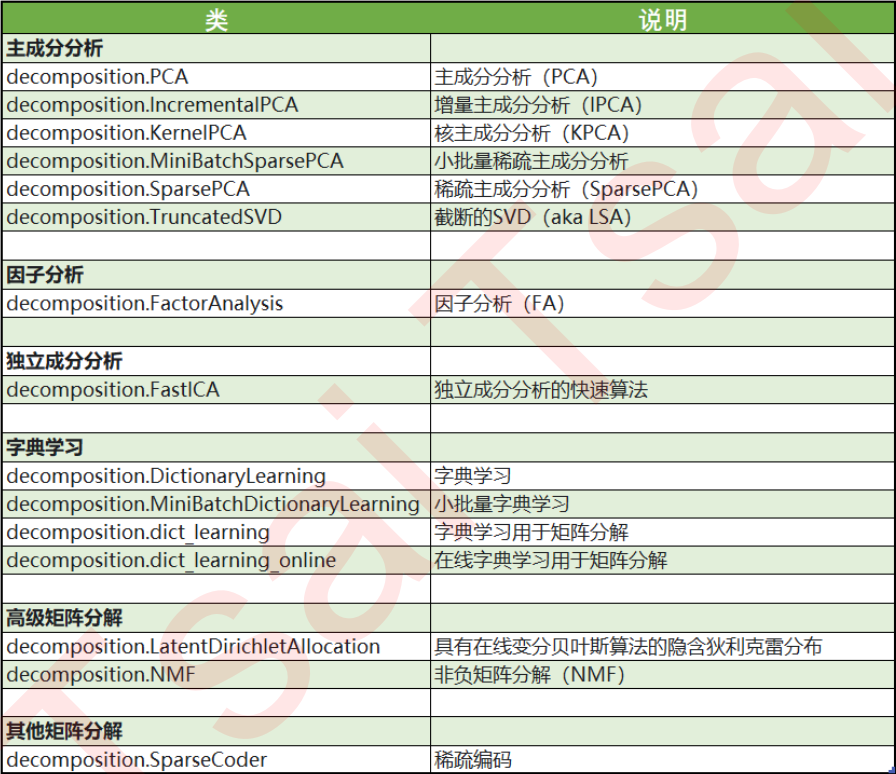 类 说明
主成分分析
decomposition.PCA 主成分分析（PCA）
decomposition.IncrementalPCA 增量主成分分析（IPCA）
decomposition.KernelPCA 核主成分分析（KPCA）
decomposition.MiniBatchSparsePCA 小批量稀疏主成分分析
decomposition.SparsePCA 稀疏主成分分析（SparsePCA）
decomposition.TruncatedSVD 截断的SVD（aka LSA）
因子分析
decomposition.FactorAnalysis 因子分析（FA）
独立成分分析
decomposition.FastICA 独立成分分析的快速算法
字典学习
decomposition.DictionaryLearning 字典学习
decomposition.MiniBatchDictionaryLearning 小批量字典学习
decomposition.dict_learning 字典学习用于矩阵分解
decomposition.dict_learning_online 在线字典学习用于矩阵分解
高级矩阵分解
decomposition.LatentDirichletAllocation 具有在线变分贝叶斯算法的隐含狄利克雷分布
decomposition.NMF 非负矩阵分解（NMF）
其他矩阵分解
decomposition.SparseCoder 稀疏编码
Tsai Tsai